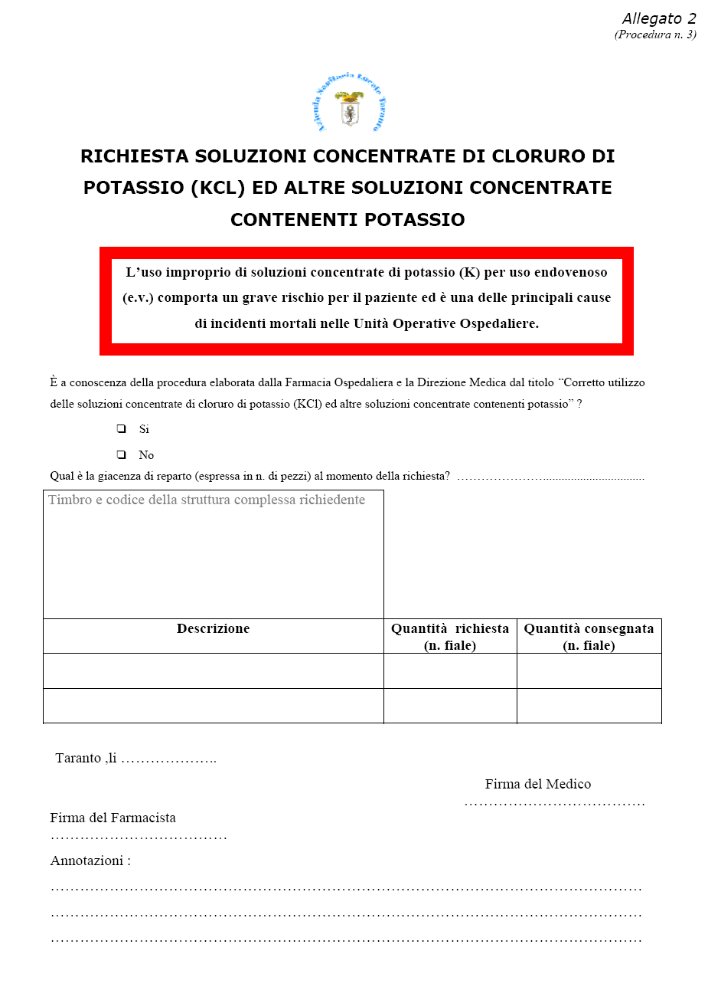 Allegato 2
(Procedura n. 3)
Azienda Sanitaria Locale Taranto
RICHIESTA SOLUZIONI CONCENTRATE DI CLORURO DI
POTASSIO (KCL) ED ALTRE SOLUZIONI CONCENTRATE
CONTENENTI POTASSIO
L’uso improprio di soluzioni concentrate di potassio (K) per uso endovenoso
(e.v.) comporta un grave rischio per il paziente ed è una delle principali cause
di incidenti mortali nelle Unità Operative Ospedaliere.
È a conoscenza della procedura elaborata dalla Farmacia Ospedaliera e la Direzione Medica dal titolo “Corretto utilizzo
delle soluzioni concentrate di cloruro di potassio (KCl) ed altre soluzioni concentrate contenenti potassio” ?
❏ Si
❏ No
Qual è la giacenza di reparto (espressa in n. di pezzi) al momento della richiesta? …………………................................
Timbro e codice della struttura complessa richiedente
Descrizione Quantità richiesta (n. fiale) Quantità consegnata (n. fiale)
Taranto ,li ………………..
Firma del Medico
……………………………….
Firma del Farmacista
………………………………
Annotazioni :
…………………………………………………………………………………………………………
…………………………………………………………………………………………………………
…………………………………………………………………………………………………………